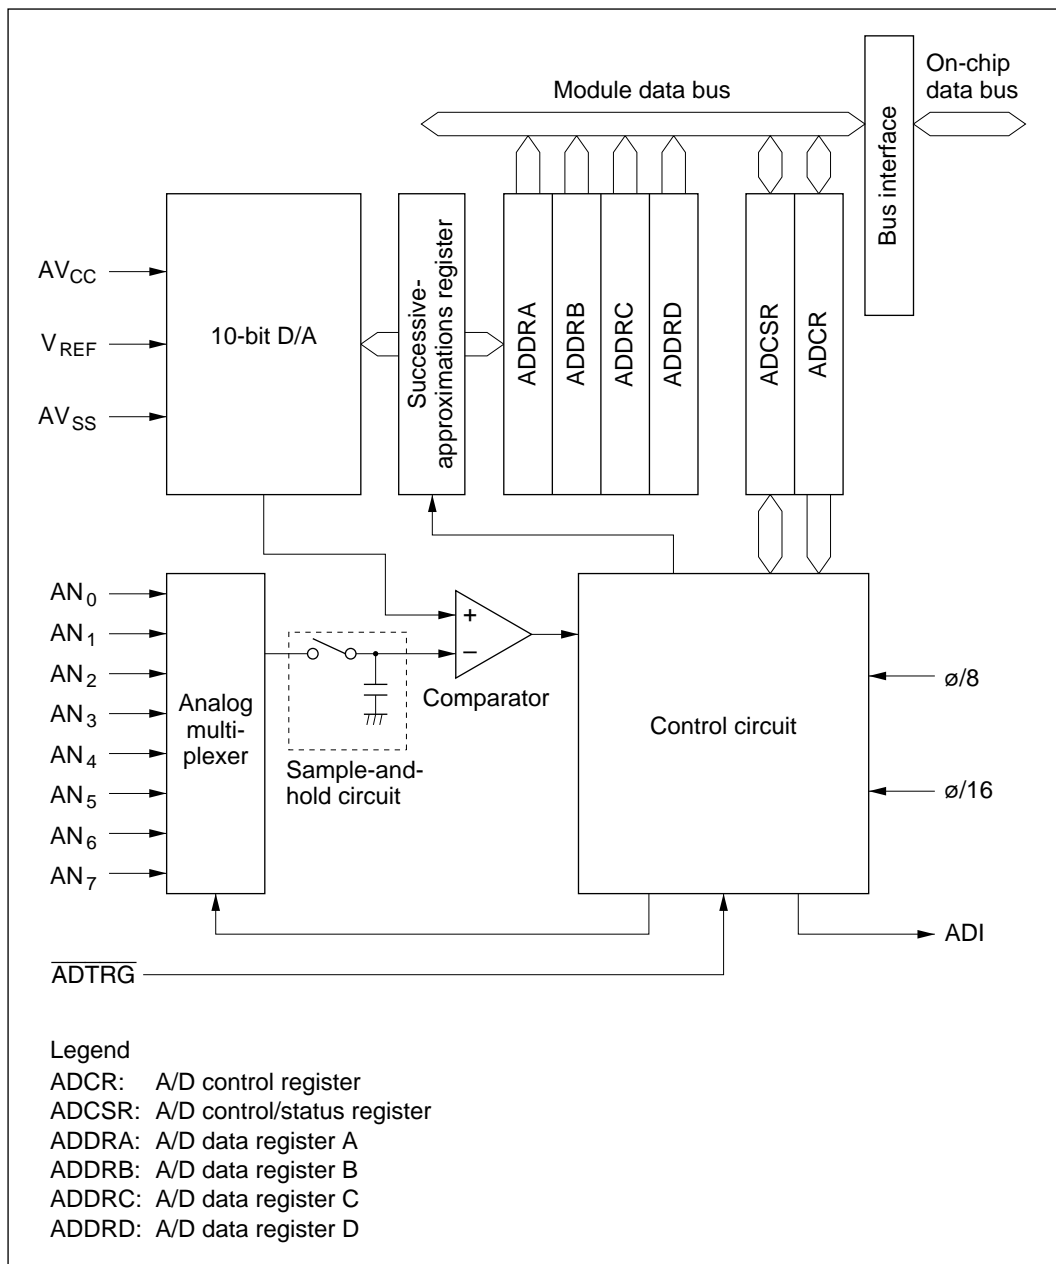 Module data bus
On-chip
data bus
Bus interface
AVCC
VREF
AVSS
10-bit D/A
Successive-
approximations register
ADDRA
ADDRB
ADDRC
ADDRD
ADCSR
ADCR
AN0
AN1
AN2
AN3
AN4
AN5
AN6
AN7
Analog
multi-
plexer
Sample-and-
hold circuit
+
−
Comparator
Control circuit
ø/8
ø/16
ADI
ADTRG
Legend
ADCR: A/D control register
ADCSR: A/D control/status register
ADDRA: A/D data register A
ADDRB: A/D data register B
ADDRC: A/D data register C
ADDRD: A/D data register D